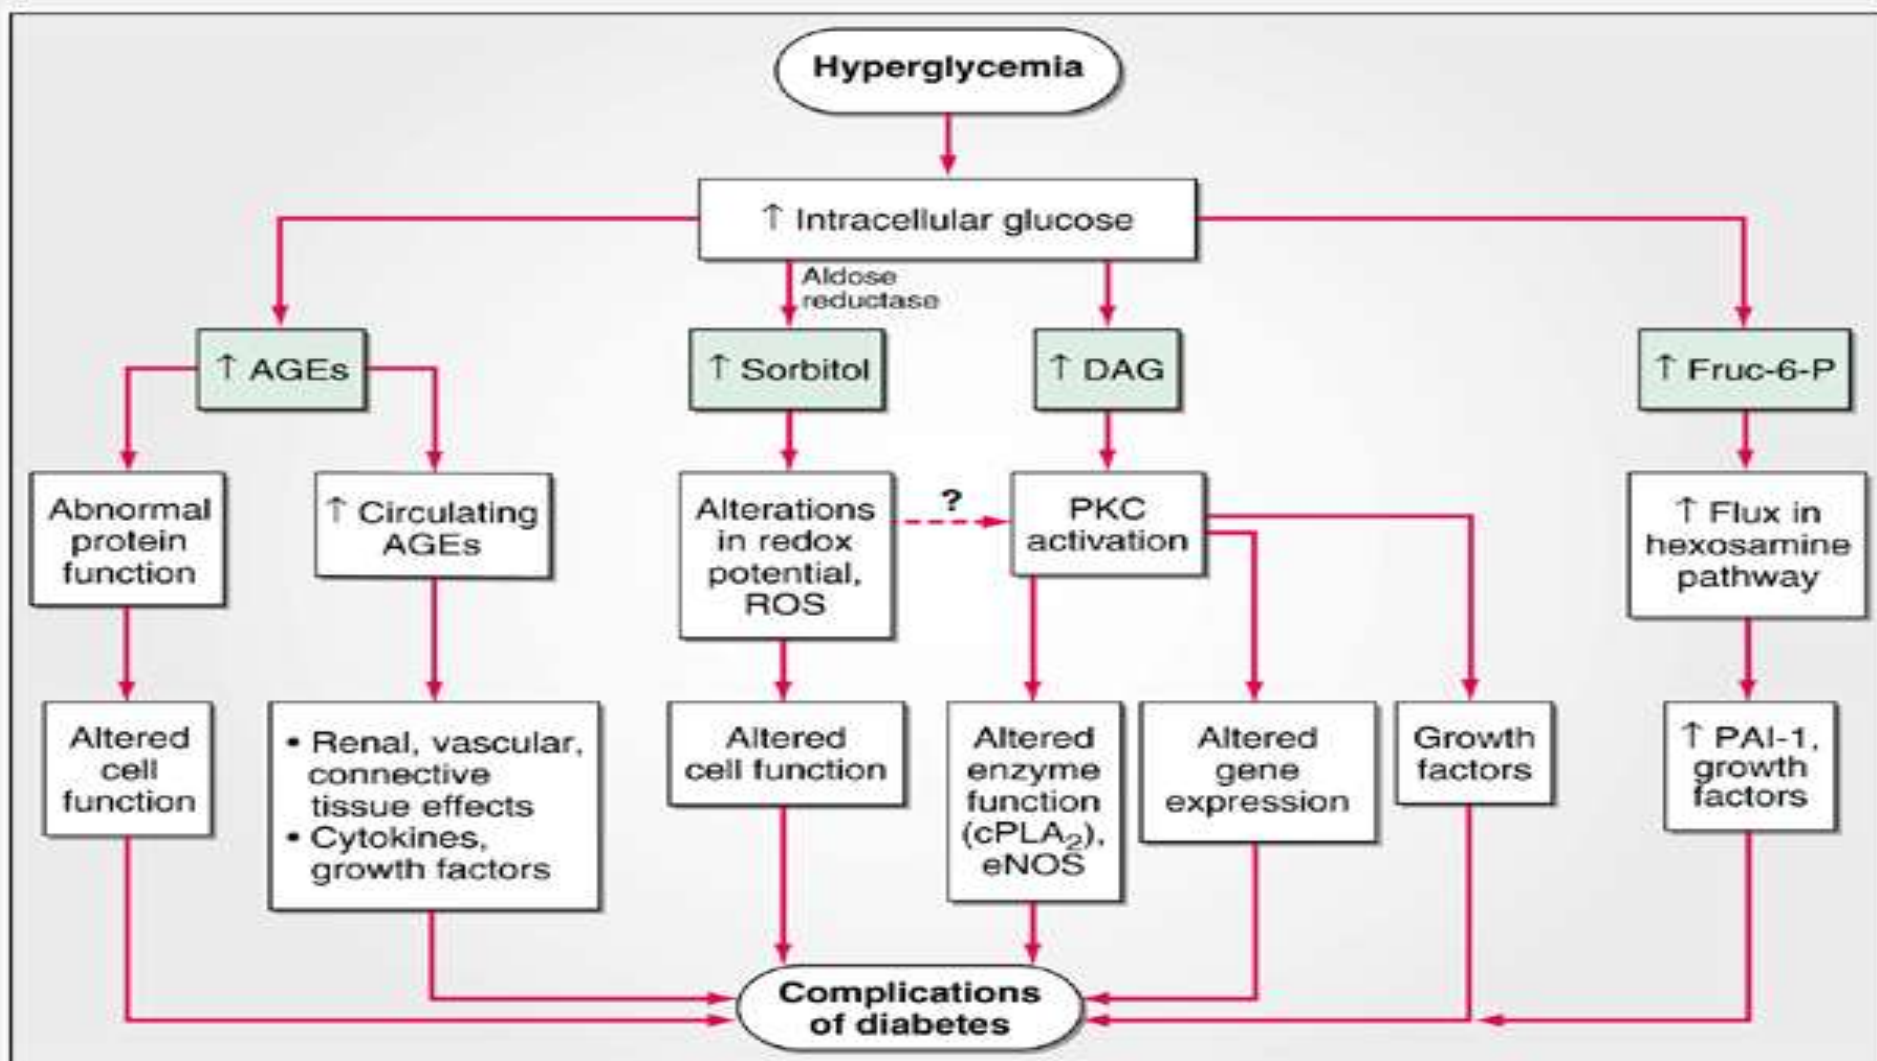 Hyperglycemia
↑ Intracellular glucose
Aldose
reductase
↑ AGEs
↑ Sorbitol
↑ DAG
↑ Fruc-6-P
Abnormal
protein
function
↑ Circulating
AGEs
Alterations
in redox
potential,
ROS
?
PKC
activation
↑ Flux in
hexosamine
pathway
Altered
cell
function
• Renal, vascular,
connective
tissue effects
• Cytokines,
growth factors
Altered
cell function
Altered
enzyme
function
(cPLA₂),
eNOS
Altered
gene
expression
Growth
factors
↑ PAI-1,
growth
factors
Complications
of diabetes